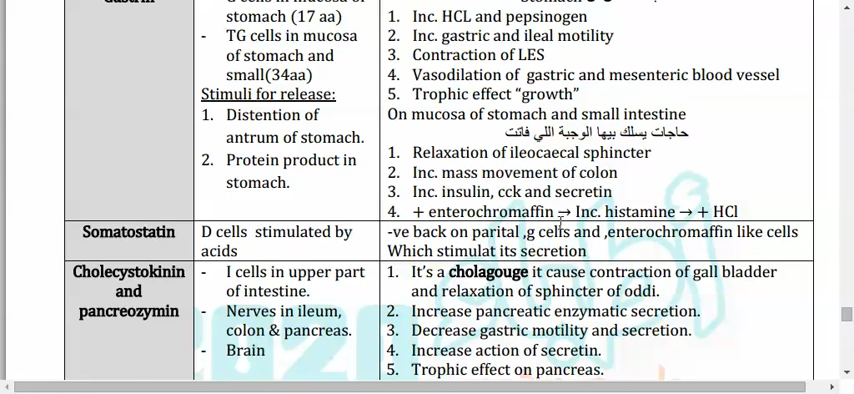 stomach (17 aa)
- TG cells in mucosa
of stomach and
small(34aa)
Stimuli for release:
1. Distention of
antrum of stomach.
2. Protein product in
stomach.
1. Inc. HCL and pepsinogen
2. Inc. gastric and ileal motility
3. Contraction of LES
4. Vasodilation of gastric and mesenteric blood vessel
5. Trophic effect “growth”
On mucosa of stomach and small intestine
حاجات يسلك بيها الوجبة اللي فاتت
1. Relaxation of ileocaecal sphincter
2. Inc. mass movement of colon
3. Inc. insulin, cck and secretin
4. + enterochromaffin → Inc. histamine → + HCl
Somatostatin
D cells stimulated by
acids
-ve back on parital ,g cells and ,enterochromaffin like cells
Which stimulat its secretion
Cholecystokinin
and
pancreozymin
- I cells in upper part
of intestine.
- Nerves in ileum,
colon & pancreas.
- Brain
1. It’s a cholagouge it cause contraction of gall bladder
and relaxation of sphincter of oddi.
2. Increase pancreatic enzymatic secretion.
3. Decrease gastric motility and secretion.
4. Increase action of secretin.
5. Trophic effect on pancreas.